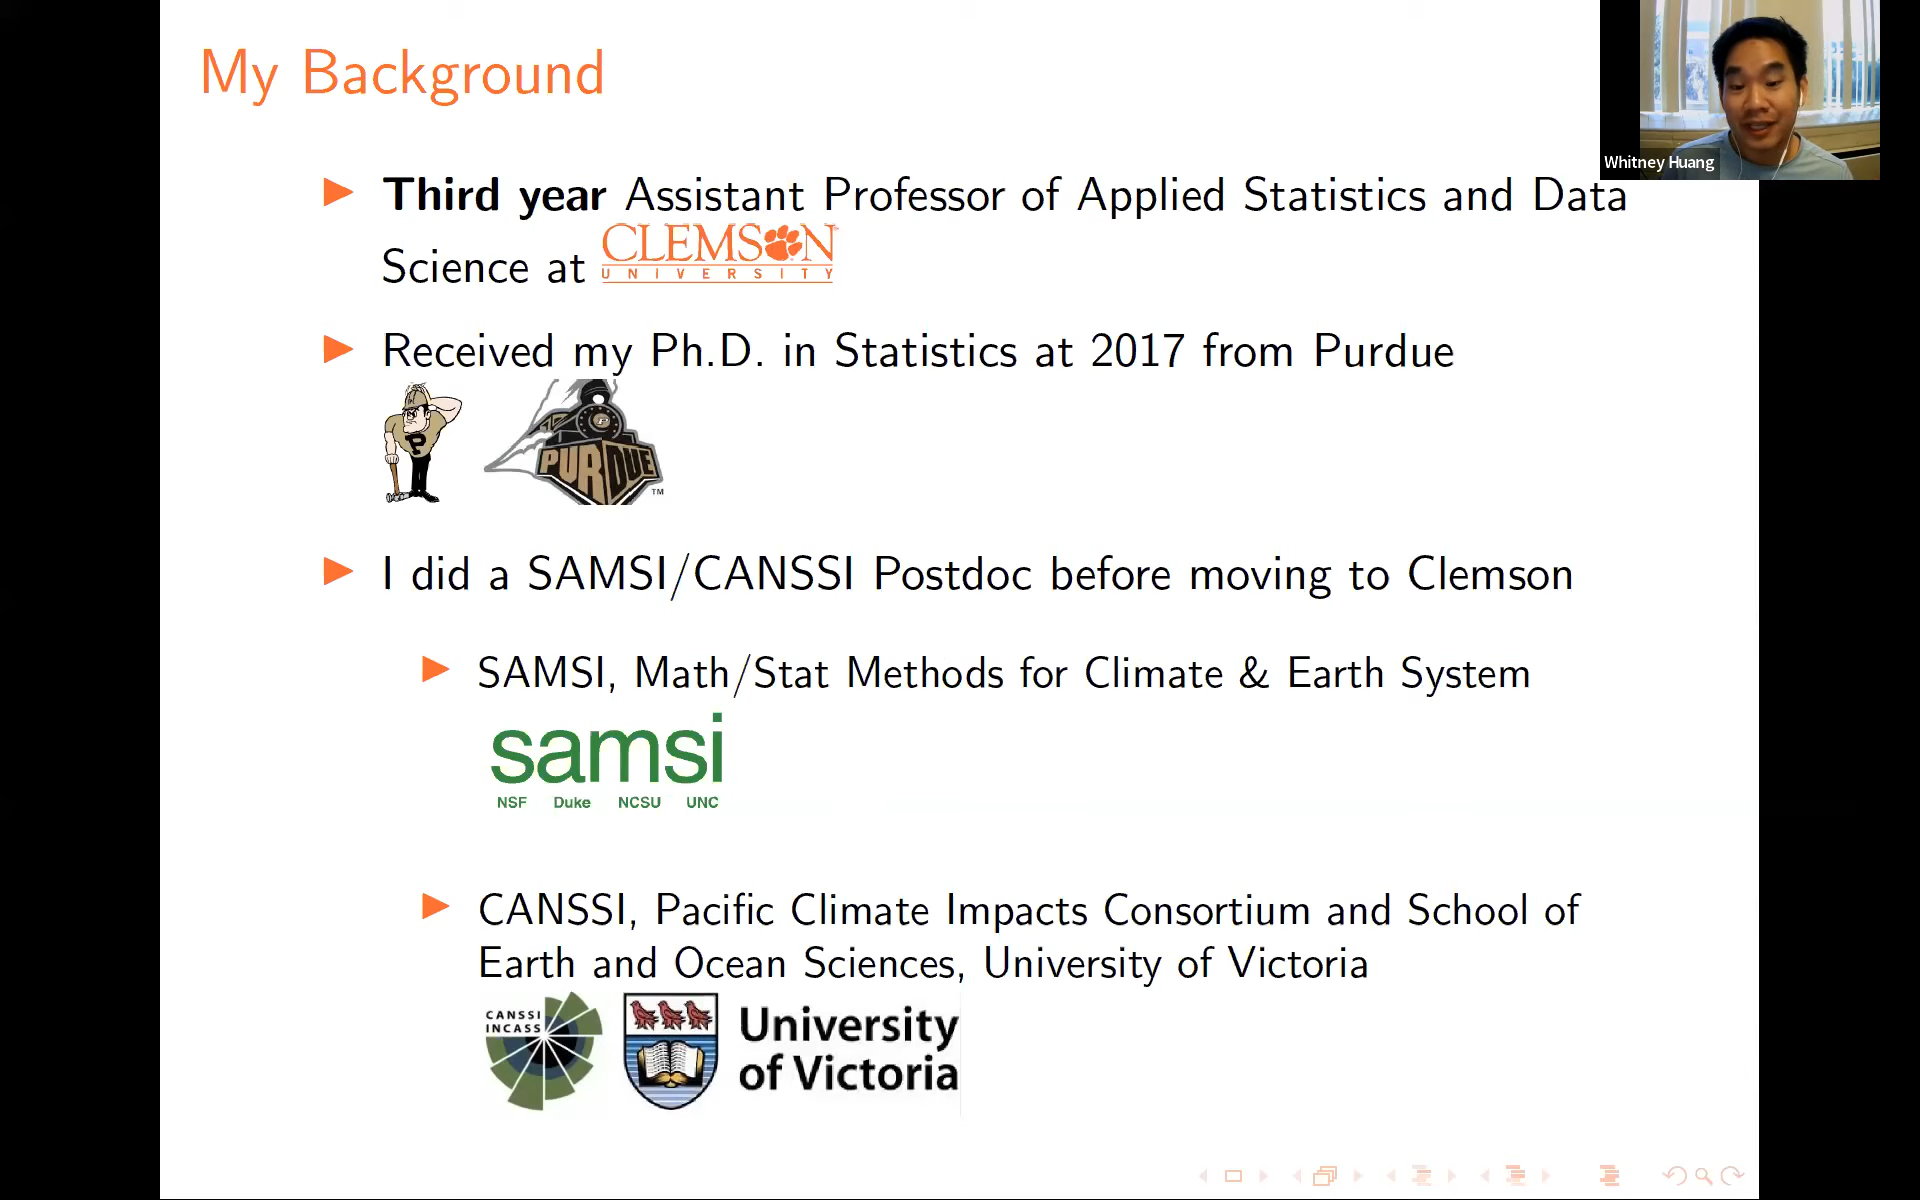 My Background
Whitney Huang
Third year Assistant Professor of Applied Statistics and Data
Science at CLEMSON
UNIVERSITY
Received my Ph.D. in Statistics at 2017 from Purdue
P
PURDUE
TM
I did a SAMSI/CANSSI Postdoc before moving to Clemson
SAMSI, Math/Stat Methods for Climate & Earth System
samsi
NSF Duke NCSU UNC
CANSSI, Pacific Climate Impacts Consortium and School of
Earth and Ocean Sciences, University of Victoria
CANSSI
INCASS
University
of Victoria